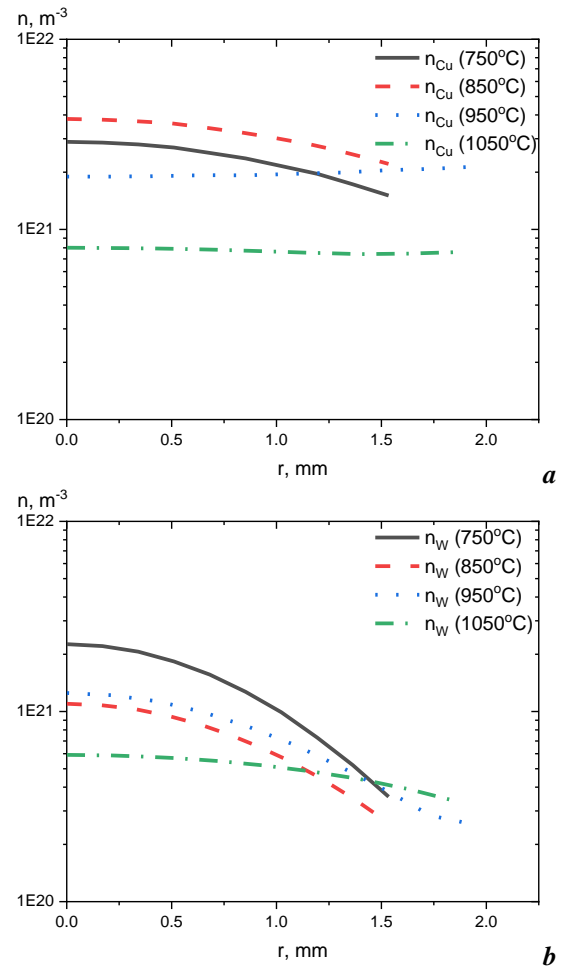 n, m⁻³
1E22
n_Cu (750°C)
n_Cu (850°C)
n_Cu (950°C)
n_Cu (1050°C)
1E21
1E20
0.0 0.5 1.0 1.5 2.0
r, mm
a
n, m⁻³
1E22
n_W (750°C)
n_W (850°C)
n_W (950°C)
n_W (1050°C)
1E21
1E20
0.0 0.5 1.0 1.5 2.0
r, mm
b